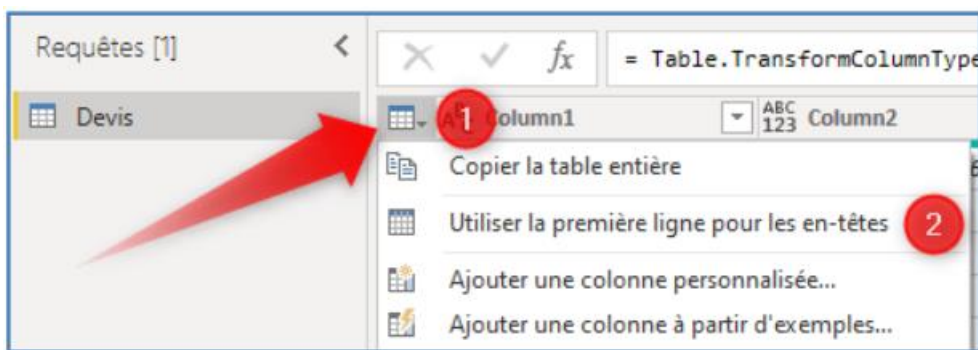 Requêtes [1]
fx = Table.TransformColumnType
Devis
1 Column1 ABC 123 Column2
Copier la table entière
Utiliser la première ligne pour les en-têtes 2
Ajouter une colonne personnalisée...
Ajouter une colonne à partir d'exemples...